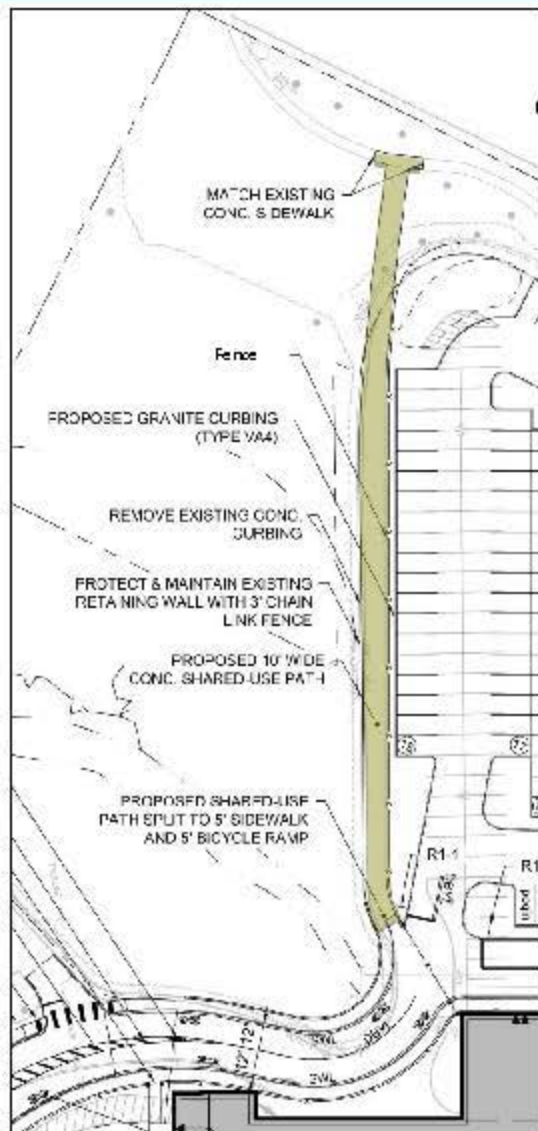 MATCH EXISTING
CONC. SIDEWALK
Fence
PROPOSED GRANITE CURBING
(TYPE VA4)
REMOVE EXISTING CONC.
CURBING
PROTECT & MAINTAIN EXISTING
RETAINING WALL WITH 3' CHAIN
LINK FENCE
PROPOSED 10' WIDE
CONC. SHARED-USE PATH
PROPOSED SHARED-USE
PATH SPLIT TO 5' SIDEWALK
AND 5' BICYCLE RAMP
R1-1
R1
12'
12'